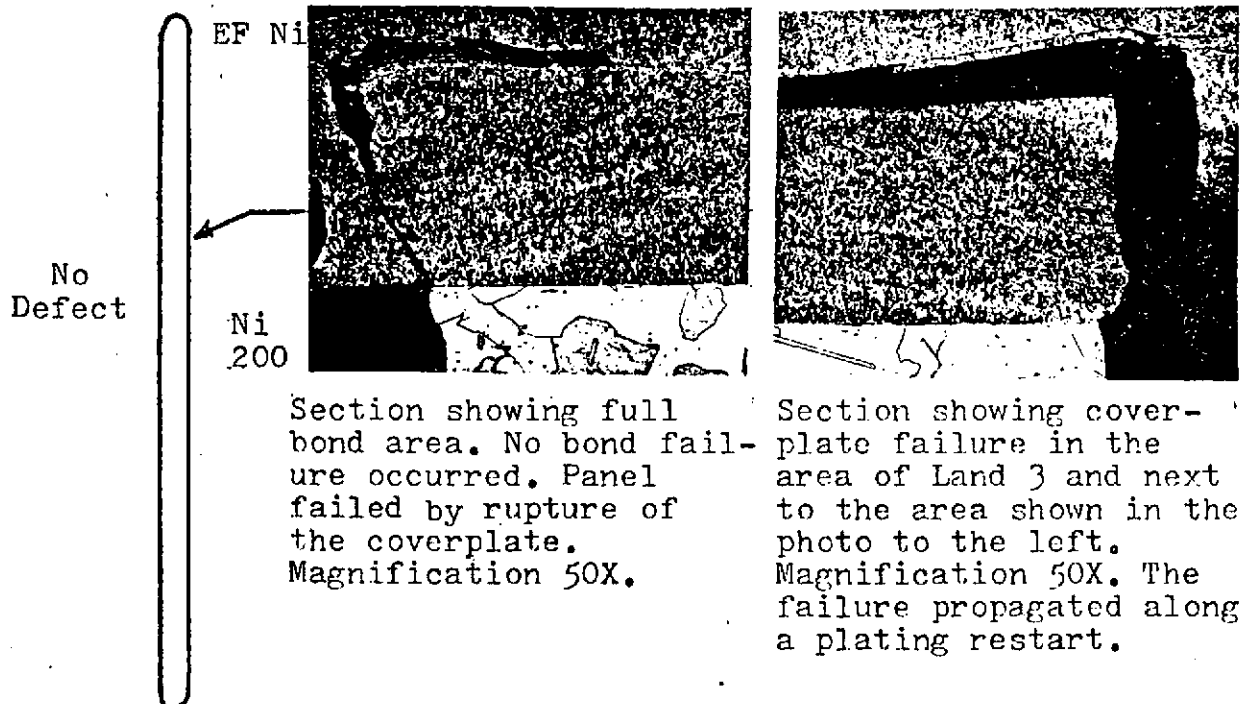 EF Ni
No
Defect
Ni
200
Section showing full
bond area. No bond fail-
ure occurred. Panel
failed by rupture of
the coverplate.
Magnification 50X.
Section showing cover-
plate failure in the
area of Land 3 and next
to the area shown in the
photo to the left.
Magnification 50X. The
failure propagated along
a plating restart.